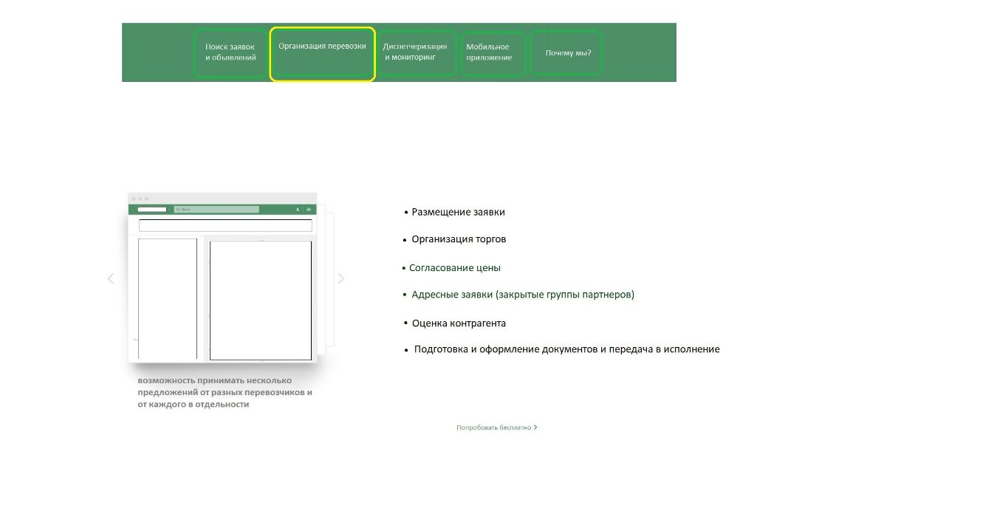 Поиск заявок
и объявлений
Организация перевозки
Диспетчеризация
и мониторинг
Мобильное
приложение
Почему мы?
Поиск
• Размещение заявки
• Организация торгов
• Согласование цены
• Адресные заявки (закрытые группы партнеров)
• Оценка контрагента
• Подготовка и оформление документов и передача в исполнение
возможность принимать несколько
предложений от разных перевозчиков и
от каждого в отдельности
Попробовать бесплатно >